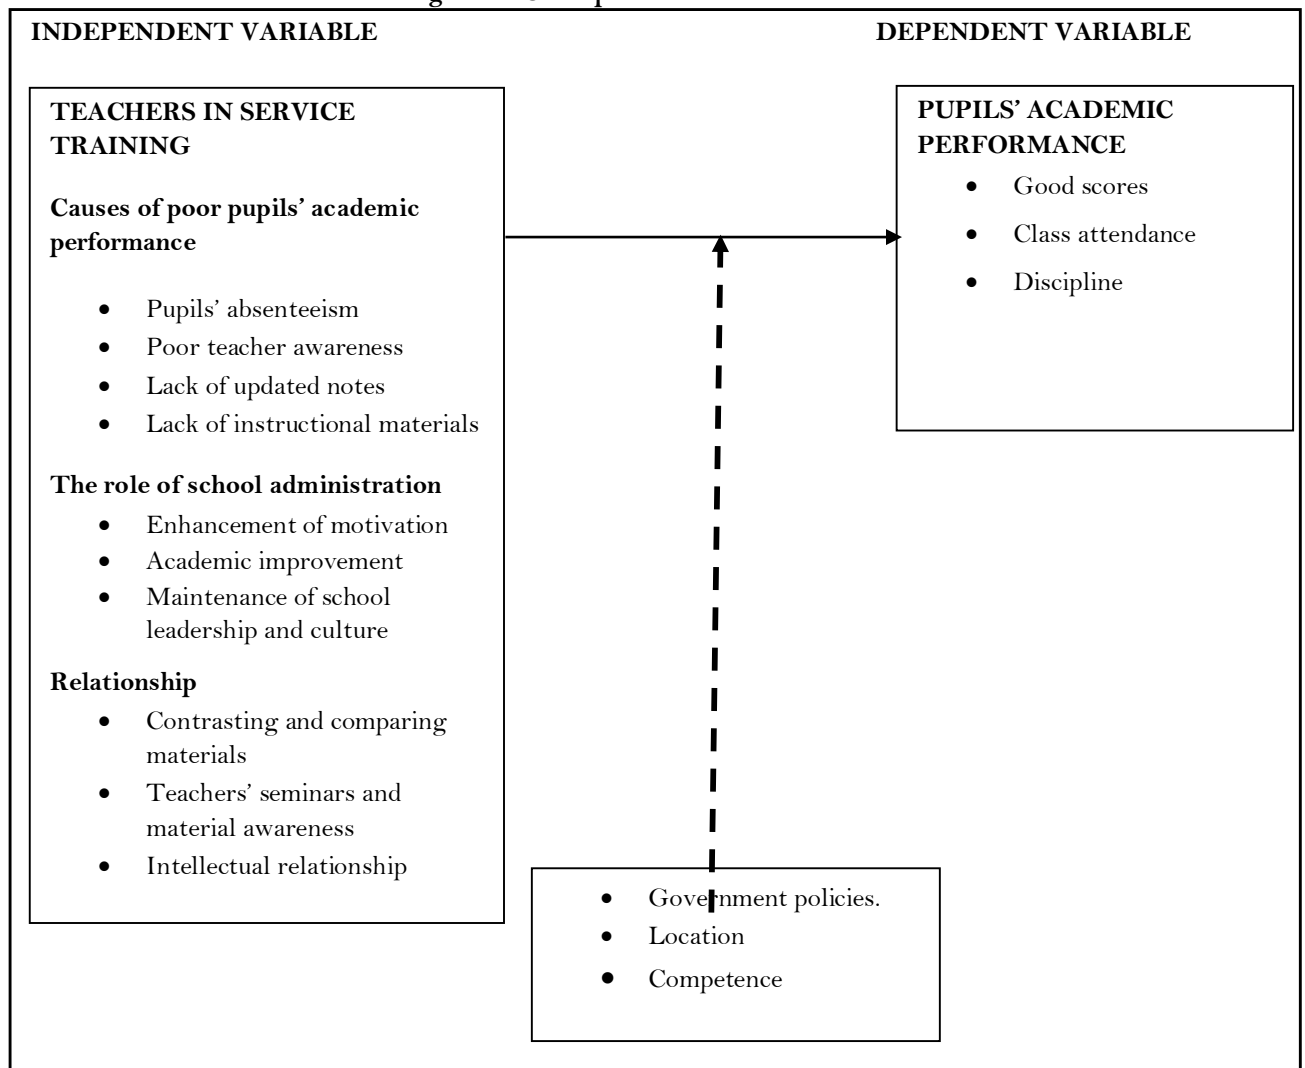 INDEPENDENT VARIABLE
DEPENDENT VARIABLE
TEACHERS IN SERVICE
TRAINING
Causes of poor pupils’ academic
performance
• Pupils’ absenteeism
• Poor teacher awareness
• Lack of updated notes
• Lack of instructional materials
The role of school administration
• Enhancement of motivation
• Academic improvement
• Maintenance of school
leadership and culture
Relationship
• Contrasting and comparing
materials
• Teachers’ seminars and
material awareness
• Intellectual relationship
PUPILS’ ACADEMIC
PERFORMANCE
• Good scores
• Class attendance
• Discipline
• Government policies.
• Location
• Competence